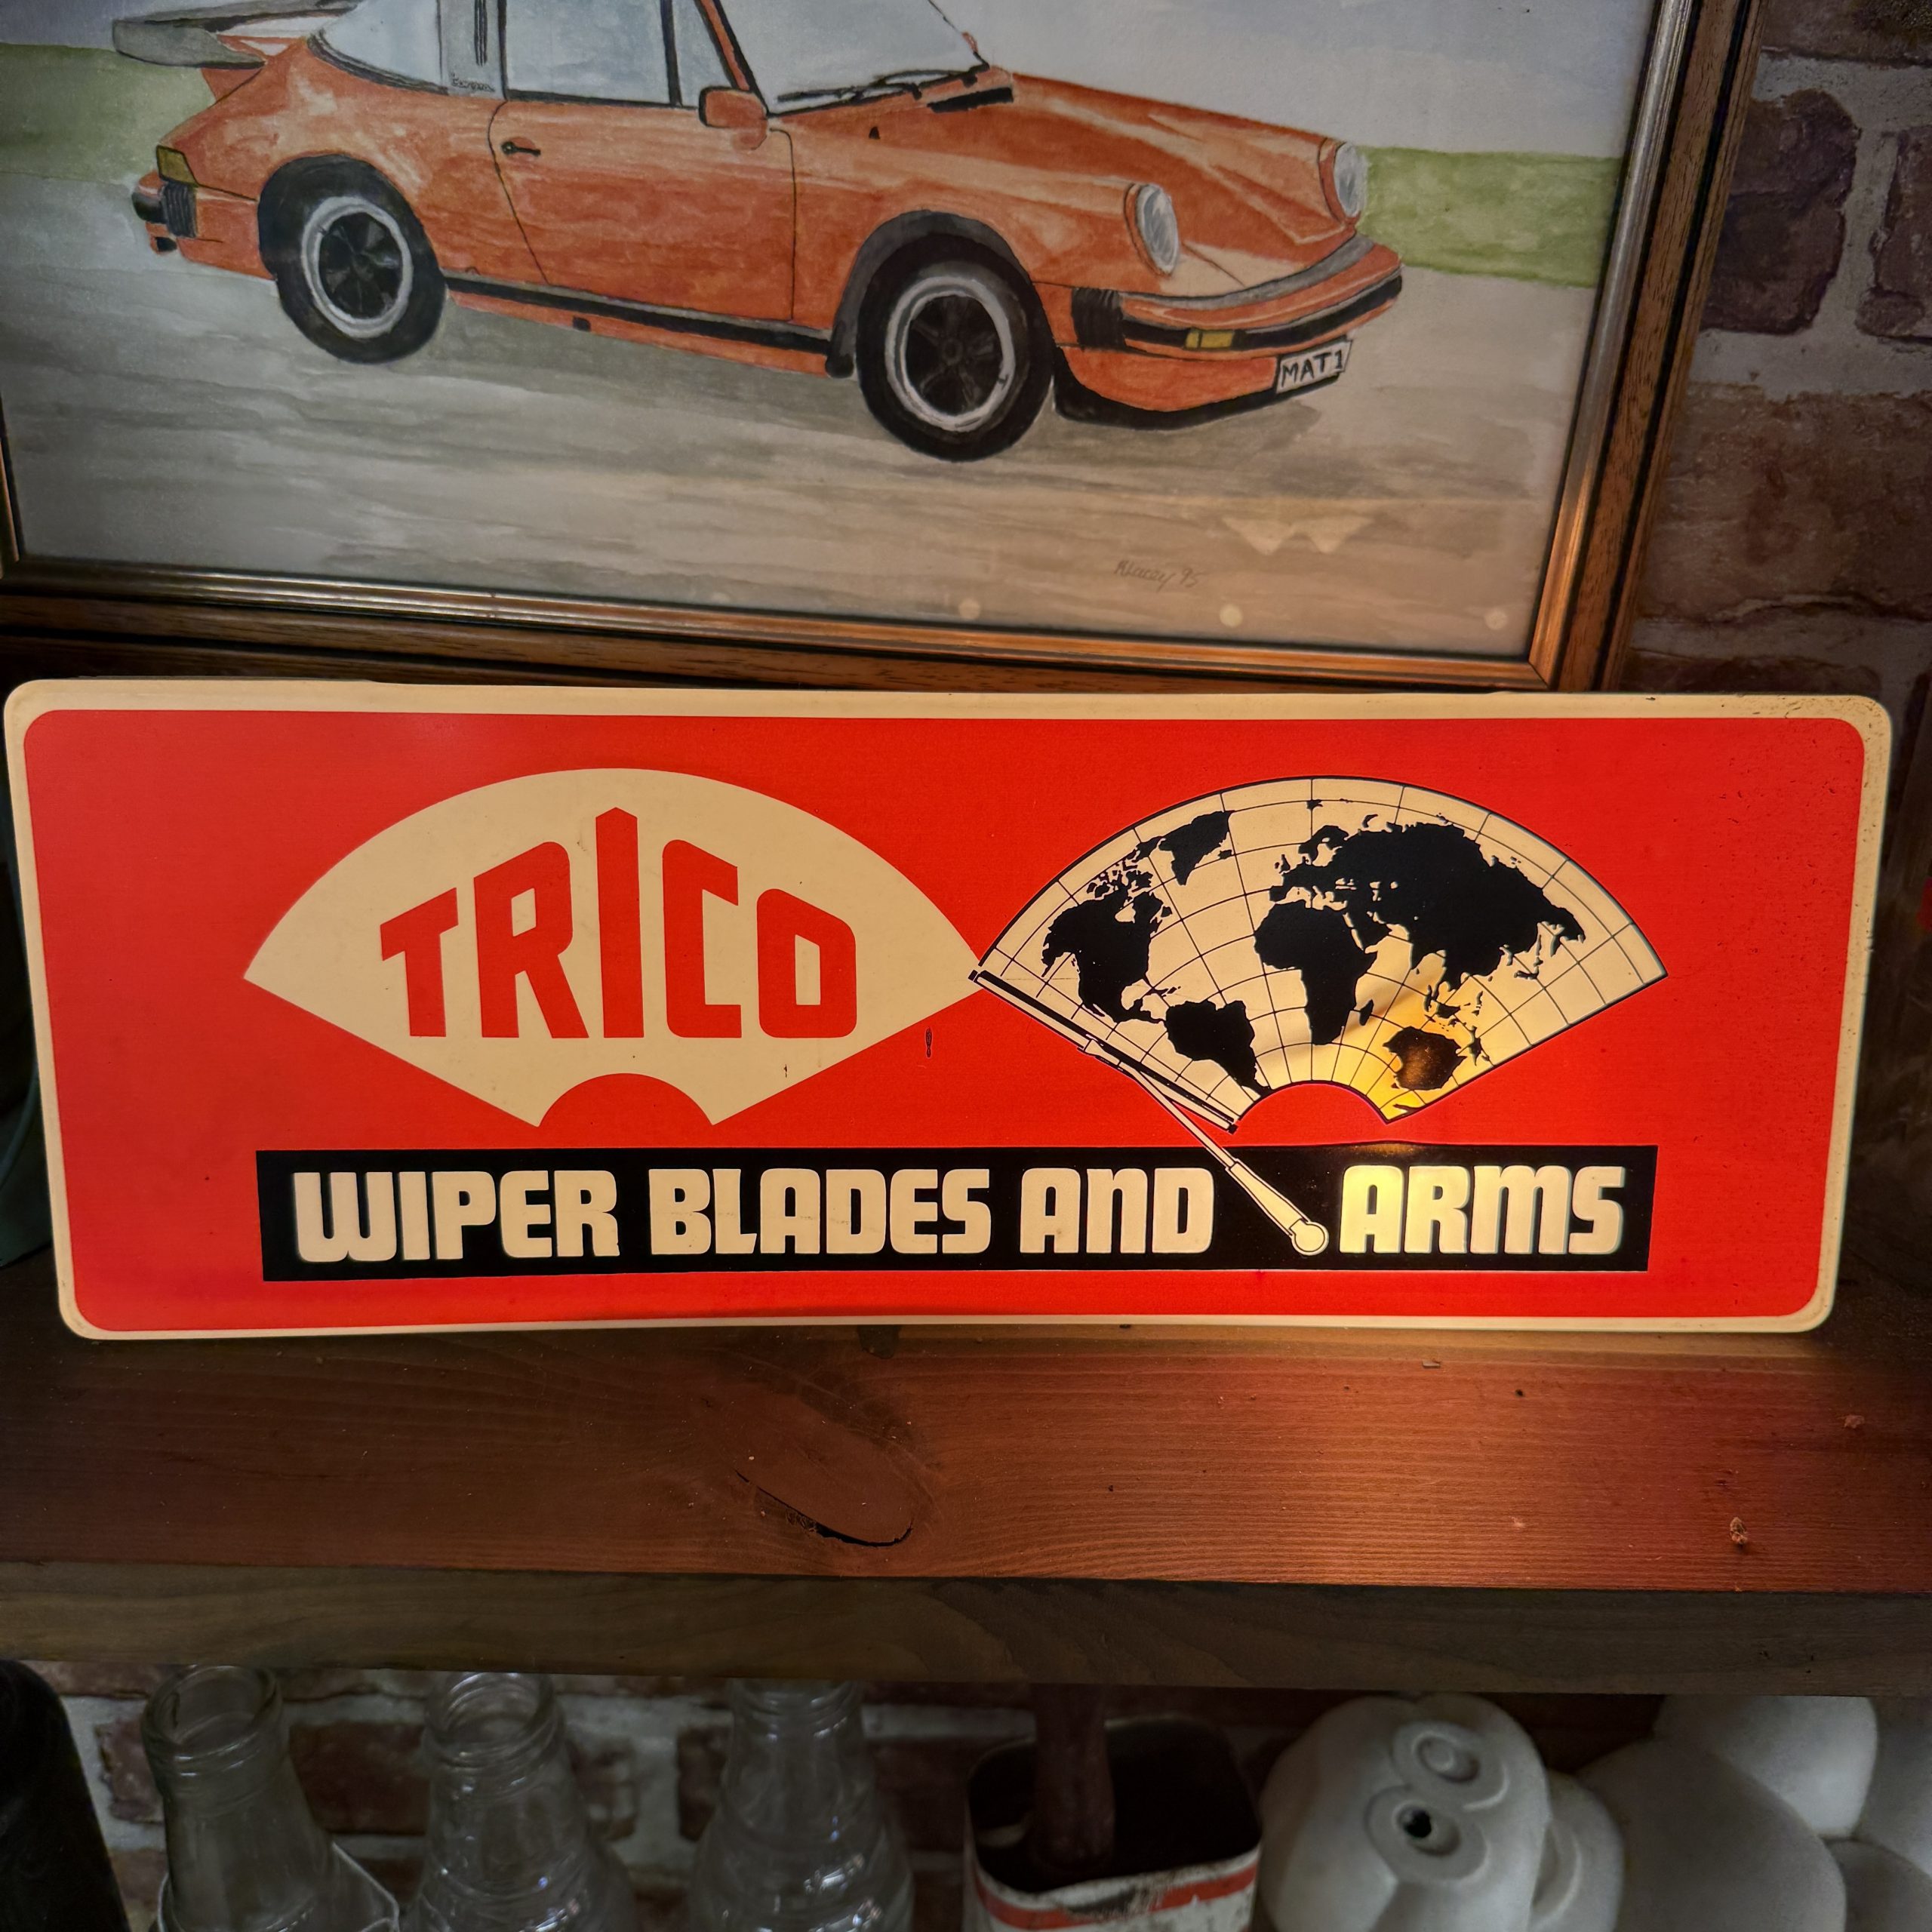 MAT1
TRICO
WIPER BLADES AND ARMS